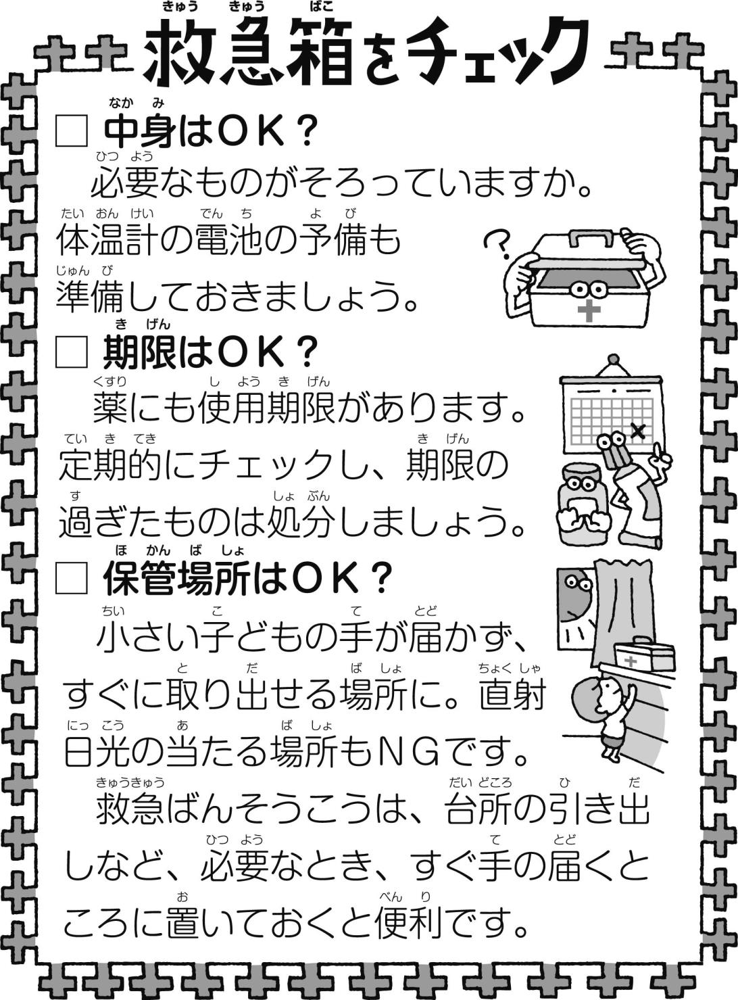 救急箱をチェック
□ 中身はＯＫ？
必要なものがそろっていますか。
体温計の電池の予備も
準備しておきましょう。
□ 期限はＯＫ？
薬にも使用期限があります。
定期的にチェックし、期限の
過ぎたものは処分しましょう。
□ 保管場所はＯＫ？
小さい子どもの手が届かず、
すぐに取り出せる場所に。直射
日光の当たる場所もＮＧです。
救急ばんそうこうは、台所の引き出
しなど、必要なとき、すぐ手の届くと
ころに置いておくと便利です。